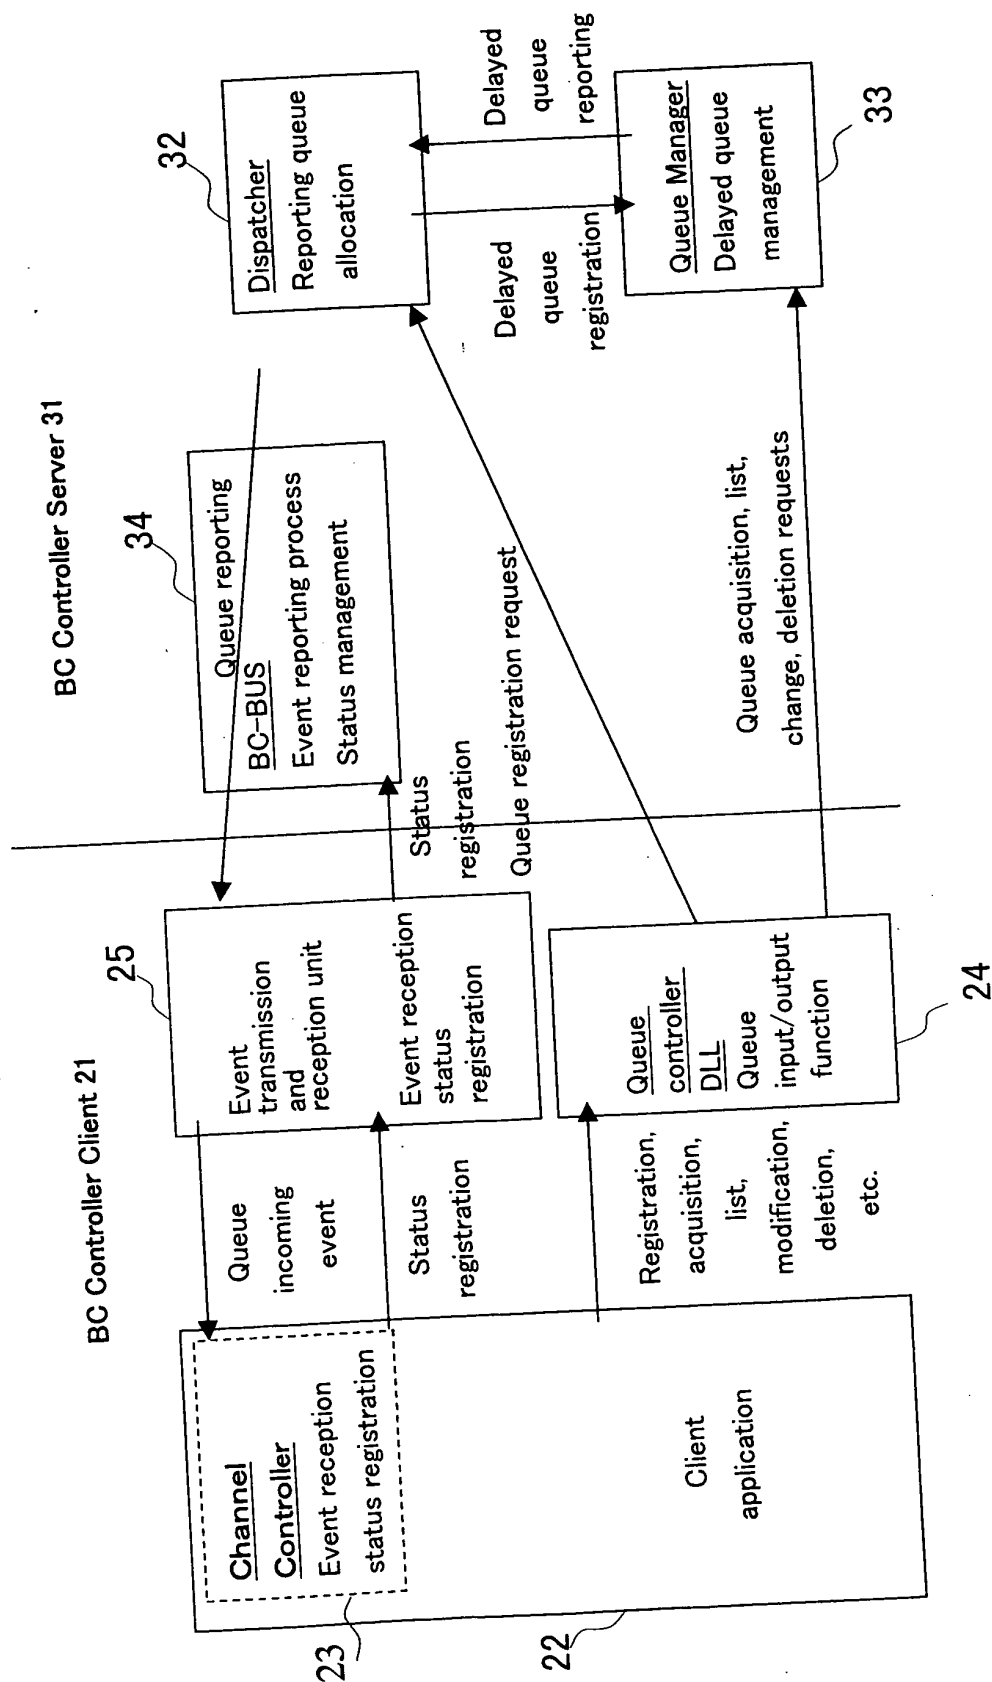 BC Controller Client 21
BC Controller Server 31
23
Channel
Controller
Event reception
status registration
22
Client
application
Queue
incoming
event
Status
registration
Registration,
acquisition,
list,
modification,
deletion,
etc.
25
Event
transmission
and
reception unit
Event reception
status
registration
Queue
controller
DLL
Queue
input/output
function
24
Status
registration
Queue registration request
Queue acquisition, list,
change, deletion requests
34
Queue reporting
BC-BUS
Event reporting process
Status management
32
Dispatcher
Reporting queue
allocation
Delayed
queue
registration
Delayed
queue
reporting
Queue Manager
Delayed queue
management
33